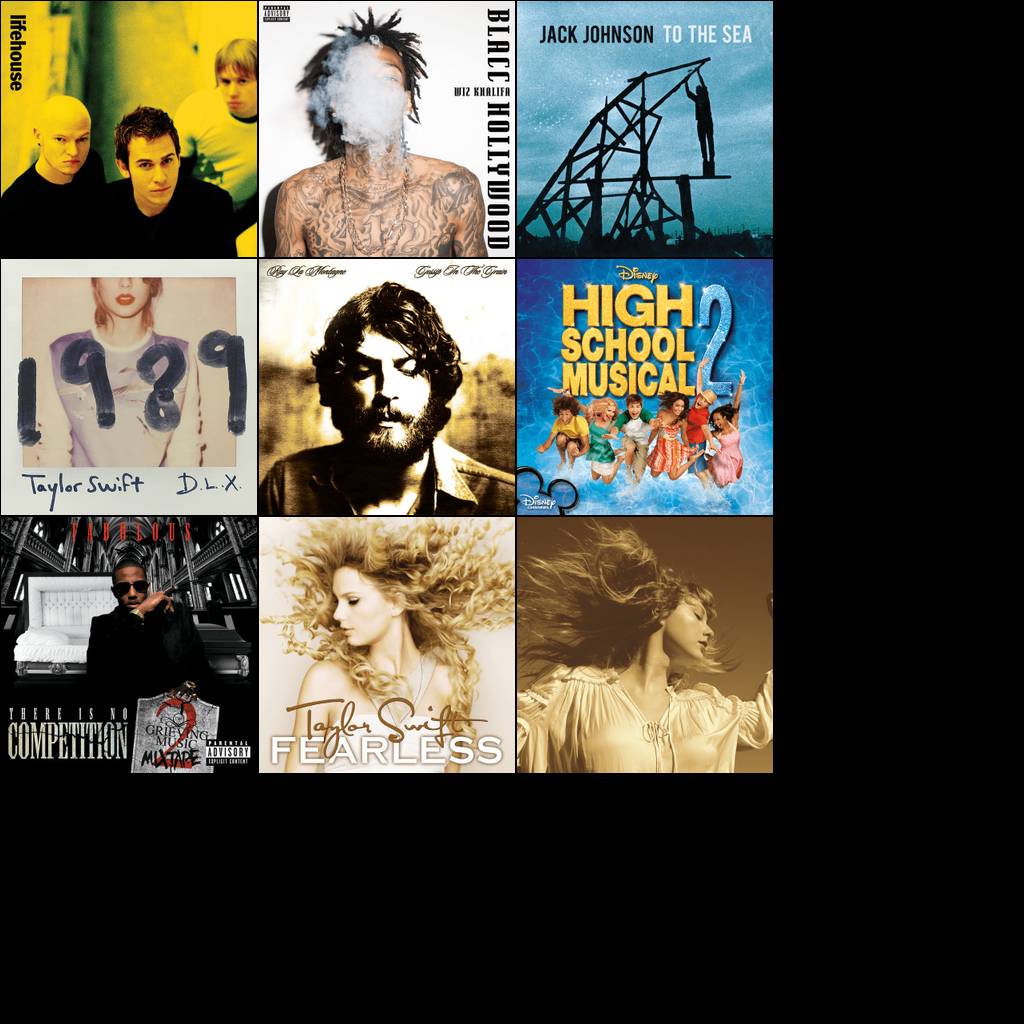 lifehouse
PARENTAL
ADVISORY
EXPLICIT CONTENT
BLACC HOLLYWOOD
WIZ KHALIFA
JACK JOHNSON TO THE SEA
1989
Taylor Swift D.L.X.
Ray La Montagne
Gossip In The Grain
Disney
HIGH
SCHOOL
MUSICAL 2
Disney
CHANNEL
FABOLOUS
THERE IS NO
COMPETITION
2
GRIEVING
MUSIC
MIXTAPE
PARENTAL
ADVISORY
EXPLICIT CONTENT
Taylor Swift
FEARLESS